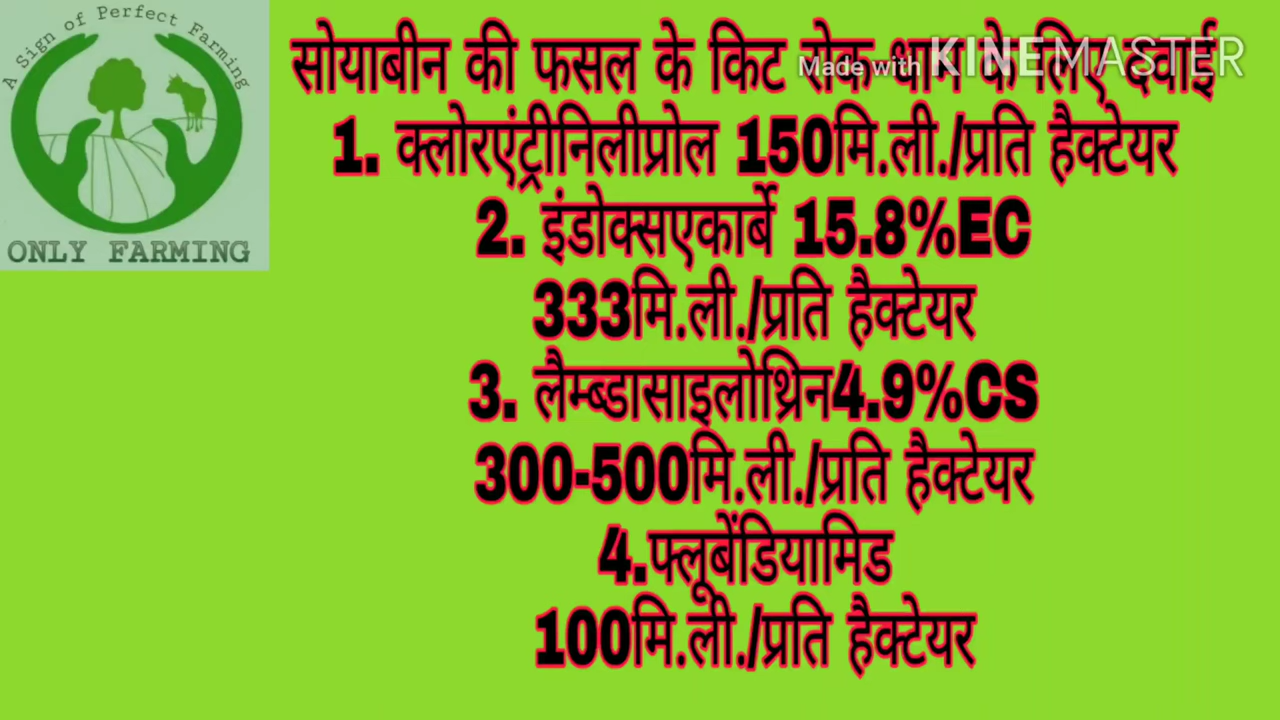 A Sign of Perfect Farming
ONLY FARMING
Made with KINEMASTER
सोयाबीन की फसल के किट रोक थाम के लिए दवाई
1. क्लोरएंट्रीनिलीप्रोल 150मि.ली./प्रति हैक्टेयर
2. इंडोक्सएकार्बे 15.8%EC
333मि.ली./प्रति हैक्टेयर
3. लैम्ब्डासाइलोथ्रिन4.9%CS
300-500मि.ली./प्रति हैक्टेयर
4.फ्लूबेंडियामिड
100मि.ली./प्रति हैक्टेयर